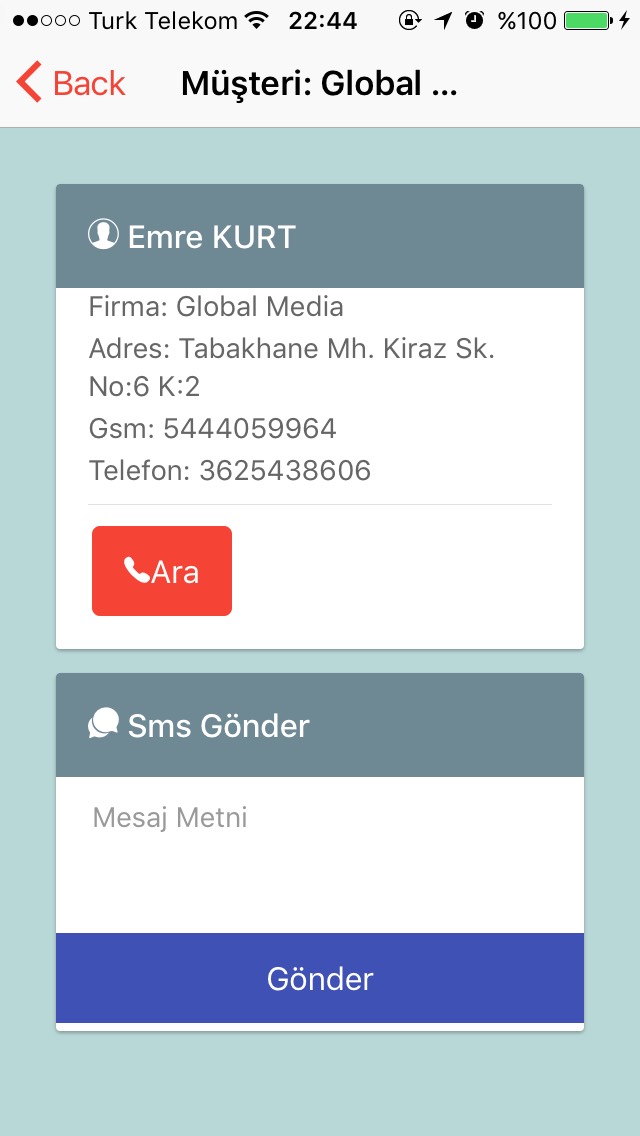 Turk Telekom 22:44 %100
Back Müşteri: Global ...
Emre KURT
Firma: Global Media
Adres: Tabakhane Mh. Kiraz Sk.
No:6 K:2
Gsm: 5444059964
Telefon: 3625438606
Ara
Sms Gönder
Mesaj Metni
Gönder